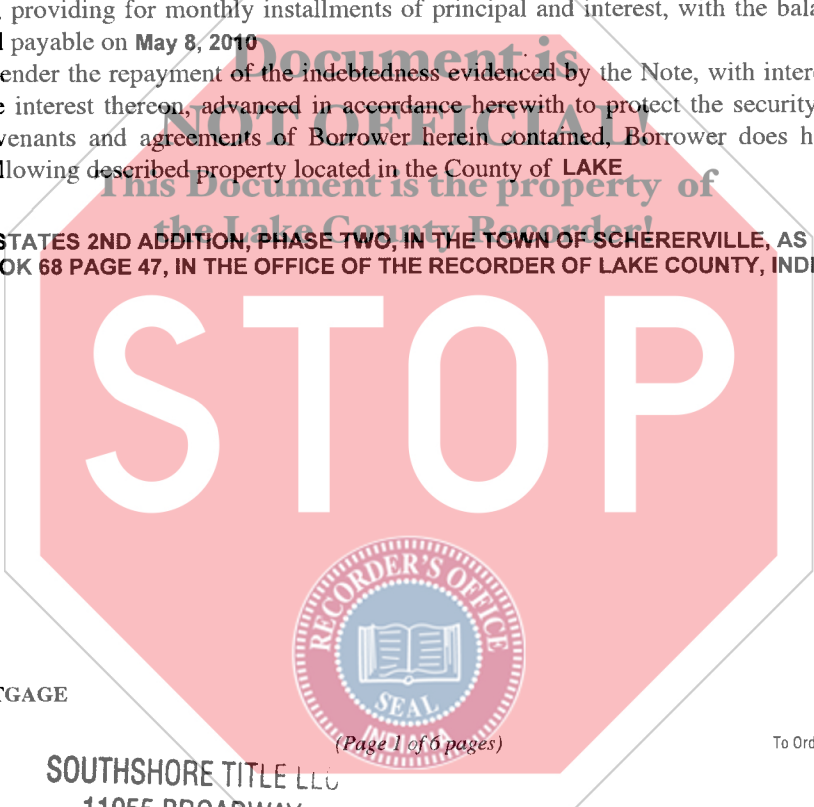 providing for monthly installments of principal and interest, with the bala
payable on May 8, 2010
Document is
ender the repayment of the indebtedness evidenced by the Note, with inter
e interest thereon, advanced in accordance herewith to protect the security
NOT OFFICIAL!
venants and agreements of Borrower herein contained, Borrower does h
llowing described property located in the County of LAKE
This Document is the property of
the Lake County Recorder!
STATES 2ND ADDITION, PHASE TWO, IN THE TOWN OF SCHERERVILLE, AS
OK 68 PAGE 47, IN THE OFFICE OF THE RECORDER OF LAKE COUNTY, INDI
STOP
RECORDER'S OFFICE
SEAL
INDIANA
TGAGE
(Page 1 of 6 pages)
To Ord
SOUTHSHORE TITLE LLC
11055 BROADWAY